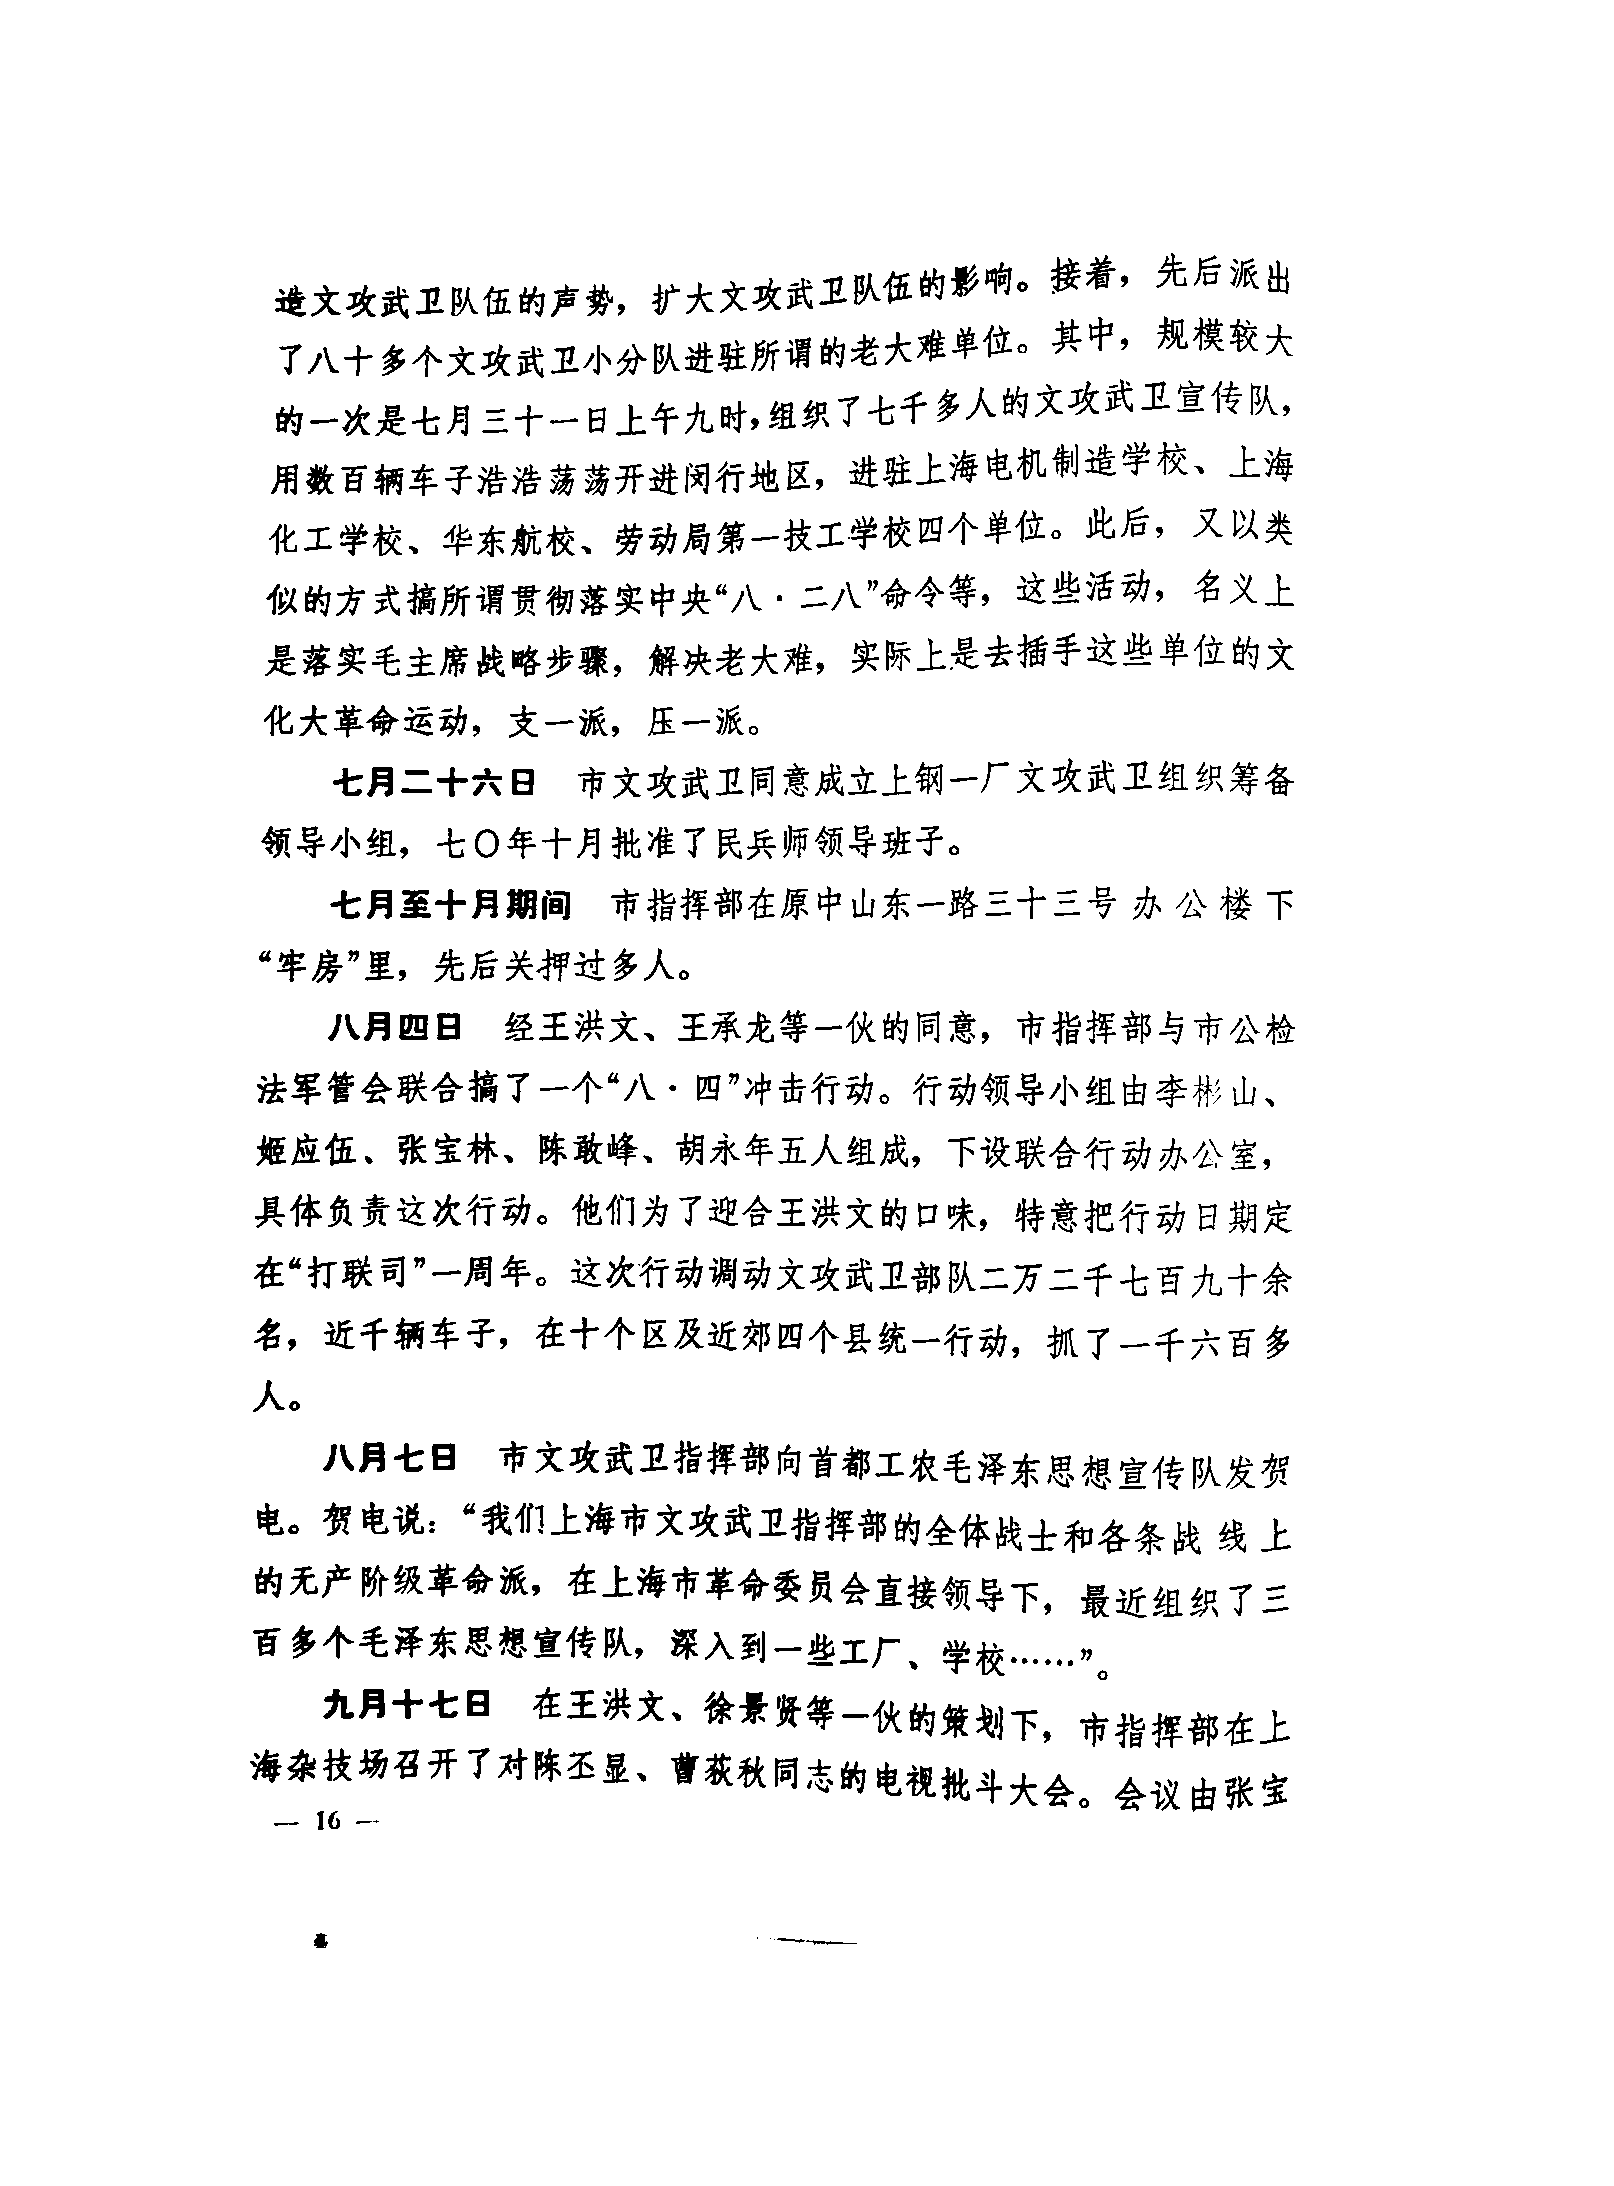 造文攻武卫队伍的声势，扩大文攻武卫队伍的影响。接着，先后派出
了八十多个文攻武卫小分队进驻所谓的老大难单位。其中，规模较大
的一次是七月三十一日上午九时，组织了七千多人的文攻武卫宣传队，
用数百辆车子浩浩荡荡开进闵行地区，进驻上海电机制造学校、上海
化工学校、华东航校、劳动局第一技工学校四个单位。此后，又以类
似的方式搞所谓贯彻落实中央“八·二八”命令等，这些活动，名义上
是落实毛主席战略步骤，解决老大难，实际上是去插手这些单位的文
化大革命运动，支一派，压一派。
七月二十六日　市文攻武卫同意成立上钢一厂文攻武卫组织筹备
领导小组，七〇年十月批准了民兵师领导班子。
七月至十月期间　市指挥部在原中山东一路三十三号办公楼下
“牢房”里，先后关押过多人。
八月四日　经王洪文、王承龙等一伙的同意，市指挥部与市公检
法军管会联合搞了一个“八·四”冲击行动。行动领导小组由李彬山、
姬应伍、张宝林、陈敢峰、胡永年五人组成，下设联合行动办公室，
具体负责这次行动。他们为了迎合王洪文的口味，特意把行动日期定
在“打联司”一周年。这次行动调动文攻武卫部队二万二千七百九十余
名，近千辆车子，在十个区及近郊四个县统一行动，抓了一千六百多
人。
八月七日　市文攻武卫指挥部向首都工农毛泽东思想宣传队发贺
电。贺电说：“我们上海市文攻武卫指挥部的全体战士和各条战线上
的无产阶级革命派，在上海市革命委员会直接领导下，最近组织了三
百多个毛泽东思想宣传队，深入到一些工厂、学校……”。
九月十七日　在王洪文、徐景贤等一伙的策划下，市指挥部在上
海杂技场召开了对陈丕显、曹荻秋同志的电视批斗大会。会议由张宝
— 16 —